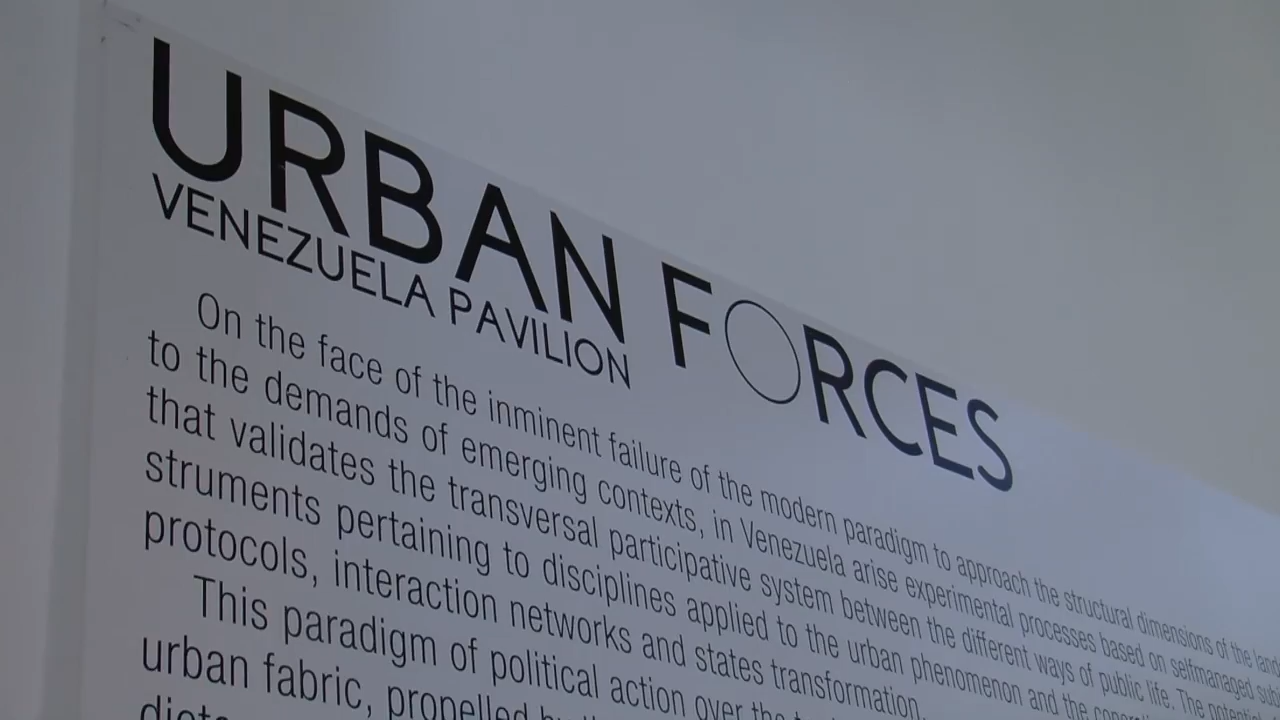 URBAN FORCES
VENEZUELA PAVILION
On the face of the inminent failure of the modern paradigm to approach the structural dimensions of the
to the demands of emerging contexts, in Venezuela arise experimental processes based on selfmanaged
that validates the transversal participative system between the different ways of public life. The
struments pertaining to disciplines applied to the urban phenomenon and the
protocols, interaction networks and states transformation.
This paradigm of political action over the
urban fabric, propelled